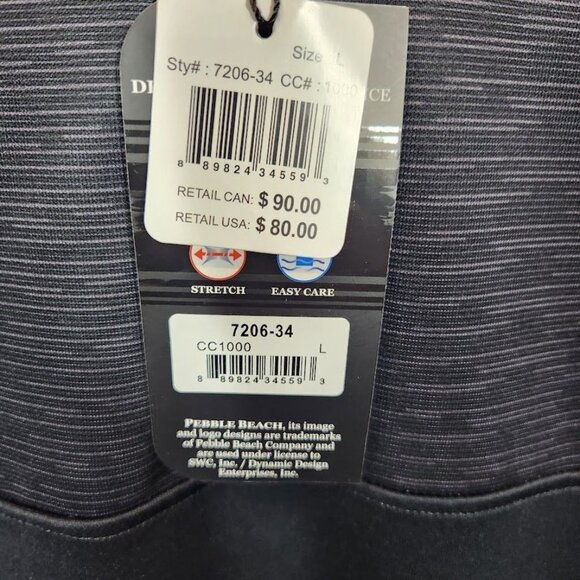 Size: L
Sty# : 7206-34 CC# : 1000
8 89824 34559 3
RETAIL CAN: $ 90.00
RETAIL USA: $ 80.00
STRETCH EASY CARE
7206-34
CC1000 L
8 89824 34559 3
PEBBLE BEACH, its image
and logo designs are trademarks
of Pebble Beach Company and
are used under license to
SWC, Inc. / Dynamic Design
Enterprises, Inc.